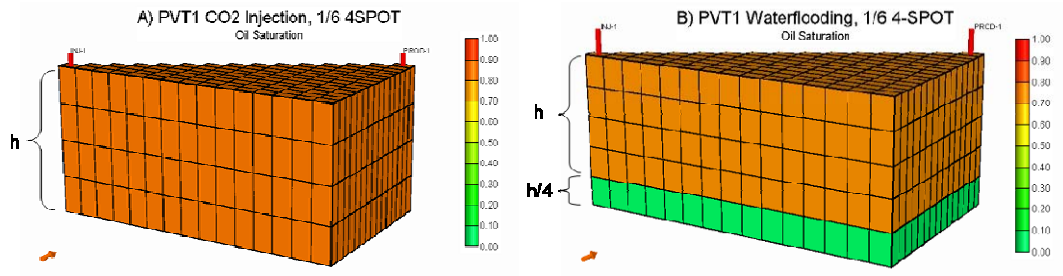 A) PVT1 CO2 Injection, 1/6 4SPOT
Oil Saturation
INJ-1
PROD-1
h
1.00
0.90
0.80
0.70
0.60
0.50
0.40
0.30
0.20
0.10
0.00
B) PVT1 Waterflooding, 1/6 4-SPOT
Oil Saturation
INJ-1
PROD-1
h
h/4
1.00
0.90
0.80
0.70
0.60
0.50
0.40
0.30
0.20
0.10
0.00